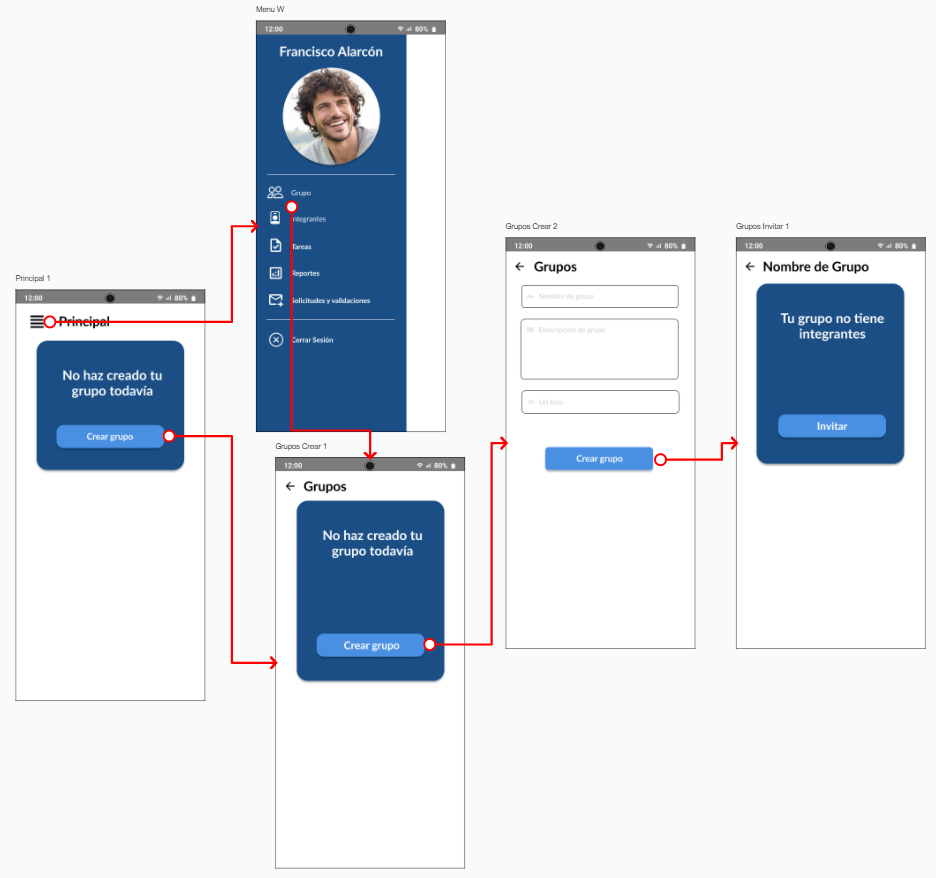 Menu W
12:00
80%
Francisco Alarcón
Grupo
Integrantes
Tareas
Reportes
Solicitudes y validaciones
Cerrar Sesión
Principal 1
12:00
80%
Principal
No haz creado tu
grupo todavía
Crear grupo
Grupos Crear 1
12:00
80%
Grupos
No haz creado tu
grupo todavía
Crear grupo
Grupos Crear 2
12:00
80%
Grupos
Nombre de grupo
Descripción de grupo
Url foto
Crear grupo
Grupos Invitar 1
12:00
80%
Nombre de Grupo
Tu grupo no tiene
integrantes
Invitar